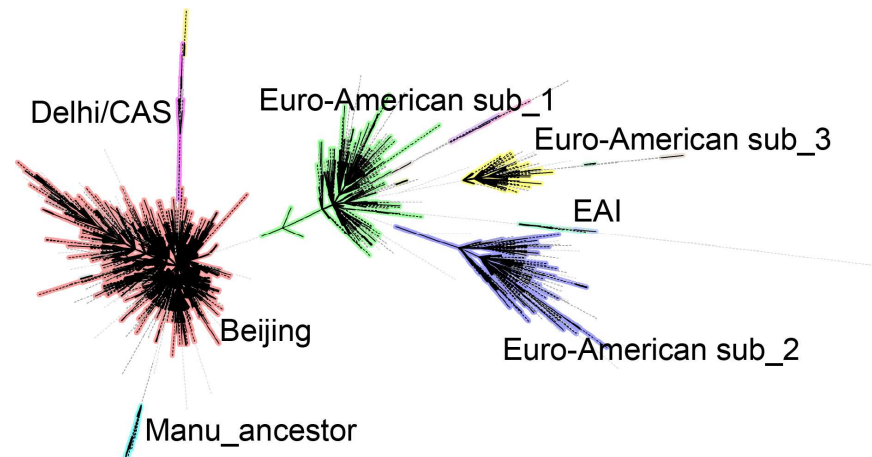 Euro-American sub_1
Delhi/CAS
Euro-American sub_3
EAI
Beijing
Euro-American sub_2
Manu_ancestor